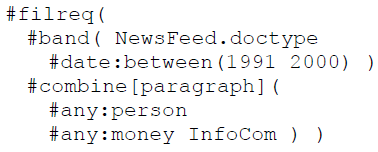 #filreq(
#band( NewsFeed.doctype
#date:between(1991 2000) )
#combine[paragraph](
#any:person
#any:money InfoCom ) )